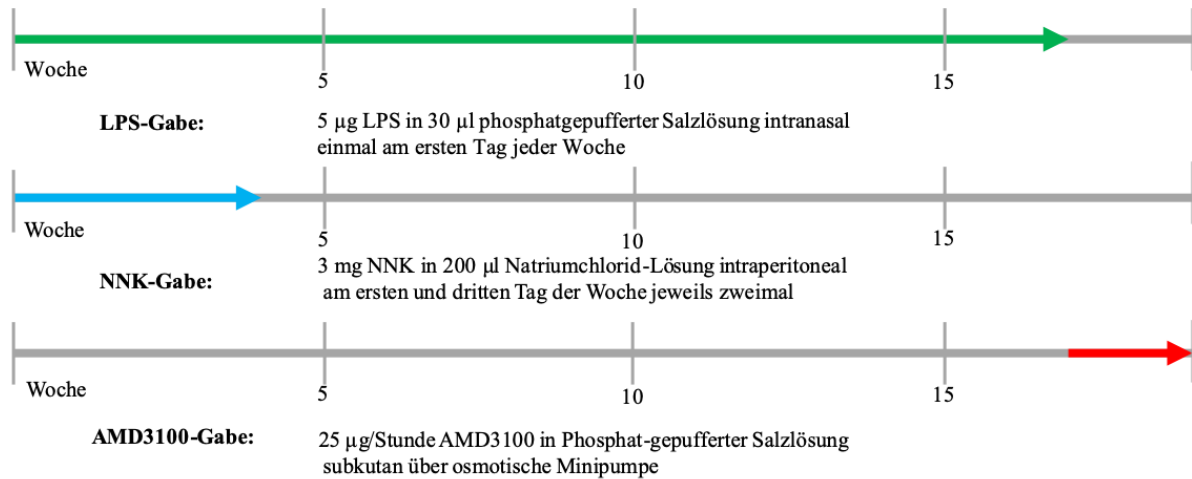 Woche
5
10
15
LPS-Gabe:
5 µg LPS in 30 µl phosphatgepufferter Salzlösung intranasal
einmal am ersten Tag jeder Woche
Woche
5
10
15
NNK-Gabe:
3 mg NNK in 200 µl Natriumchlorid-Lösung intraperitoneal
am ersten und dritten Tag der Woche jeweils zweimal
Woche
5
10
15
AMD3100-Gabe:
25 µg/Stunde AMD3100 in Phosphat-gepufferter Salzlösung
subkutan über osmotische Minipumpe